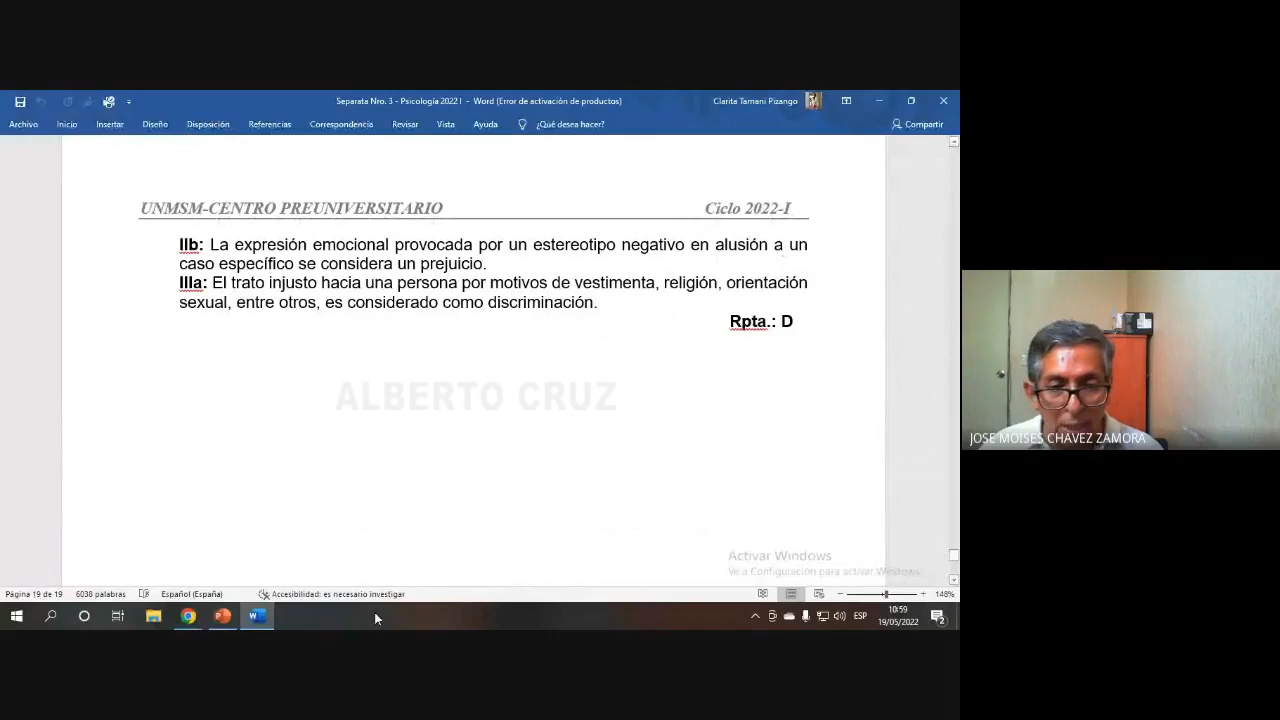 Separata Nro. 3 - Psicología 2022 I - Word (Error de activación de productos)
Clarita Tamani Pizango
Archivo Inicio Insertar Diseño Disposición Referencias Correspondencia Revisar Vista Ayuda ¿Qué desea hacer? Compartir
UNMSM-CENTRO PREUNIVERSITARIO Ciclo 2022-I
IIb: La expresión emocional provocada por un estereotipo negativo en alusión a un
caso específico se considera un prejuicio.
IIIa: El trato injusto hacia una persona por motivos de vestimenta, religión, orientación
sexual, entre otros, es considerado como discriminación.
Rpta.: D
ALBERTO CRUZ
JOSE MOISES CHAVEZ ZAMORA
Activar Windows
Ve a Configuración para activar Windows.
Página 19 de 19 6038 palabras Español (España) Accesibilidad: es necesario investigar 148%
ESP
10:59
19/05/2022
2